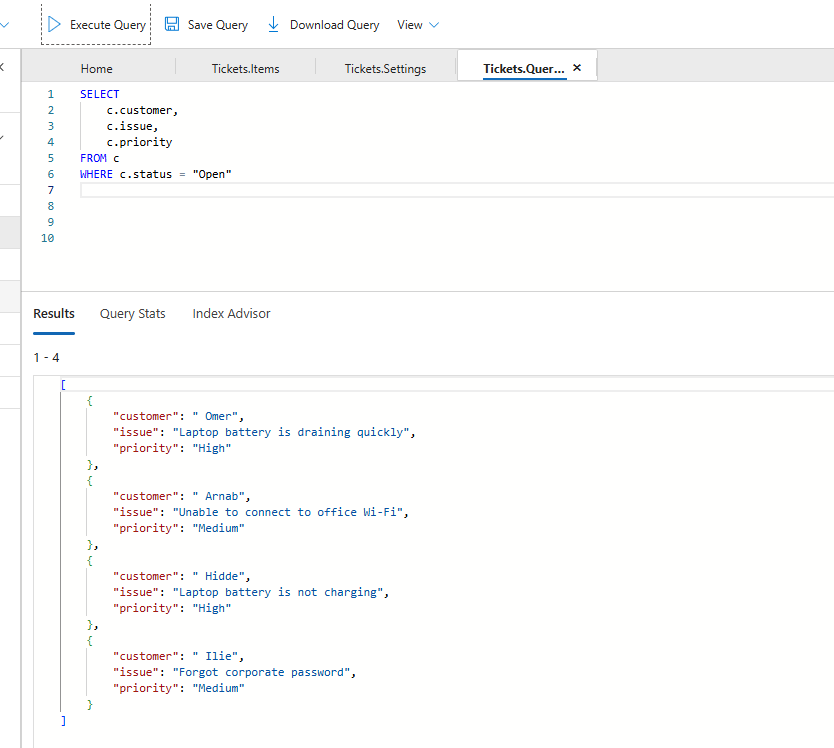 Execute Query Save Query Download Query View
Home Tickets.Items Tickets.Settings Tickets.Quer...
1 SELECT
2 c.customer,
3 c.issue,
4 c.priority
5 FROM c
6 WHERE c.status = "Open"
7
8
9
10
Results Query Stats Index Advisor
1 - 4
[
{
"customer": " Omer",
"issue": "Laptop battery is draining quickly",
"priority": "High"
},
{
"customer": " Arnab",
"issue": "Unable to connect to office Wi-Fi",
"priority": "Medium"
},
{
"customer": " Hidde",
"issue": "Laptop battery is not charging",
"priority": "High"
},
{
"customer": " Ilie",
"issue": "Forgot corporate password",
"priority": "Medium"
}
]